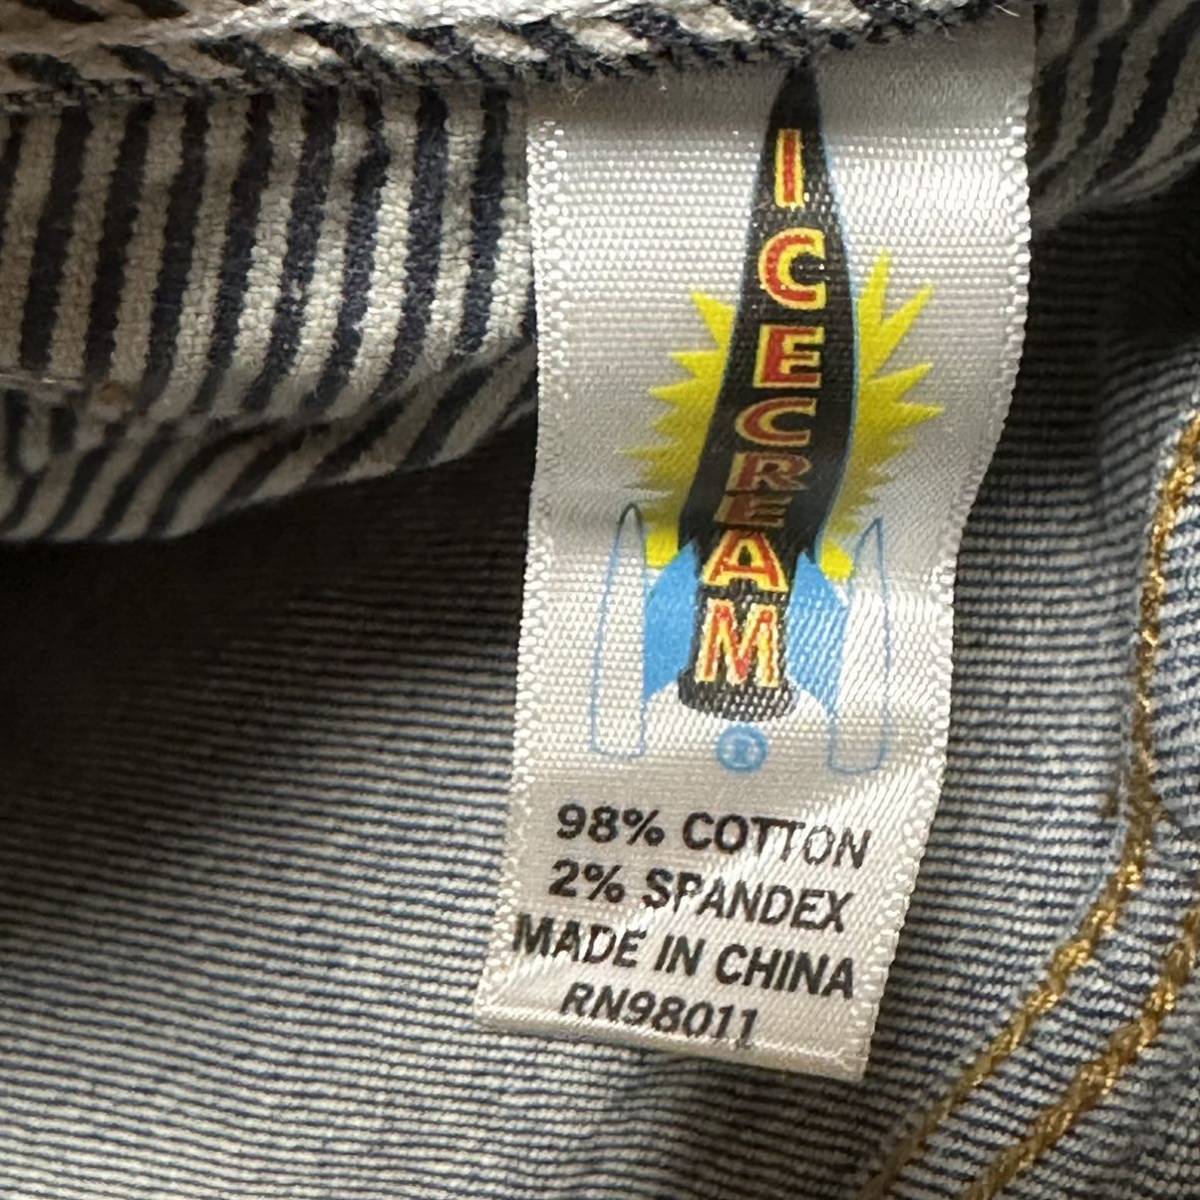 ICECREAM
®
98% COTTON
2% SPANDEX
MADE IN CHINA
RN98011